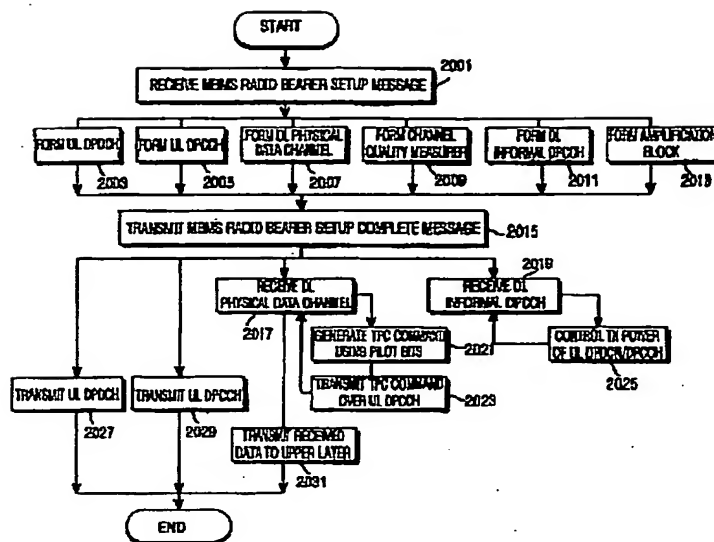 START
2001
RECEIVE MBMS RADIO BEARER SETUP MESSAGE
FORM UL DPDCH
2003
FORM UL DPCCH
2005
FORM DL PHYSICAL
DATA CHANNEL
2007
FORM CHANNEL
QUALITY MEASURER
2009
FORM DL
INFORMAL DPCCH
2011
FORM AMPLIFICATION
BLOCK
2013
TRANSMIT MBMS RADIO BEARER SETUP COMPLETE MESSAGE
2015
RECEIVE DL
PHYSICAL DATA CHANNEL
2017
2019
RECEIVE DL
INFORMAL DPCCH
GENERATE TPC COMMAND
USING PILOT BITS
2021
CONTROL TX POWER
OF UL DPDCH/DPCCH
2025
TRANSMIT TPC COMMAND
OVER UL DPCCH
2023
TRANSMIT UL DPDCH
2027
TRANSMIT UL DPCCH
2029
TRANSMIT RECEIVED
DATA TO UPPER LAYER
2031
END